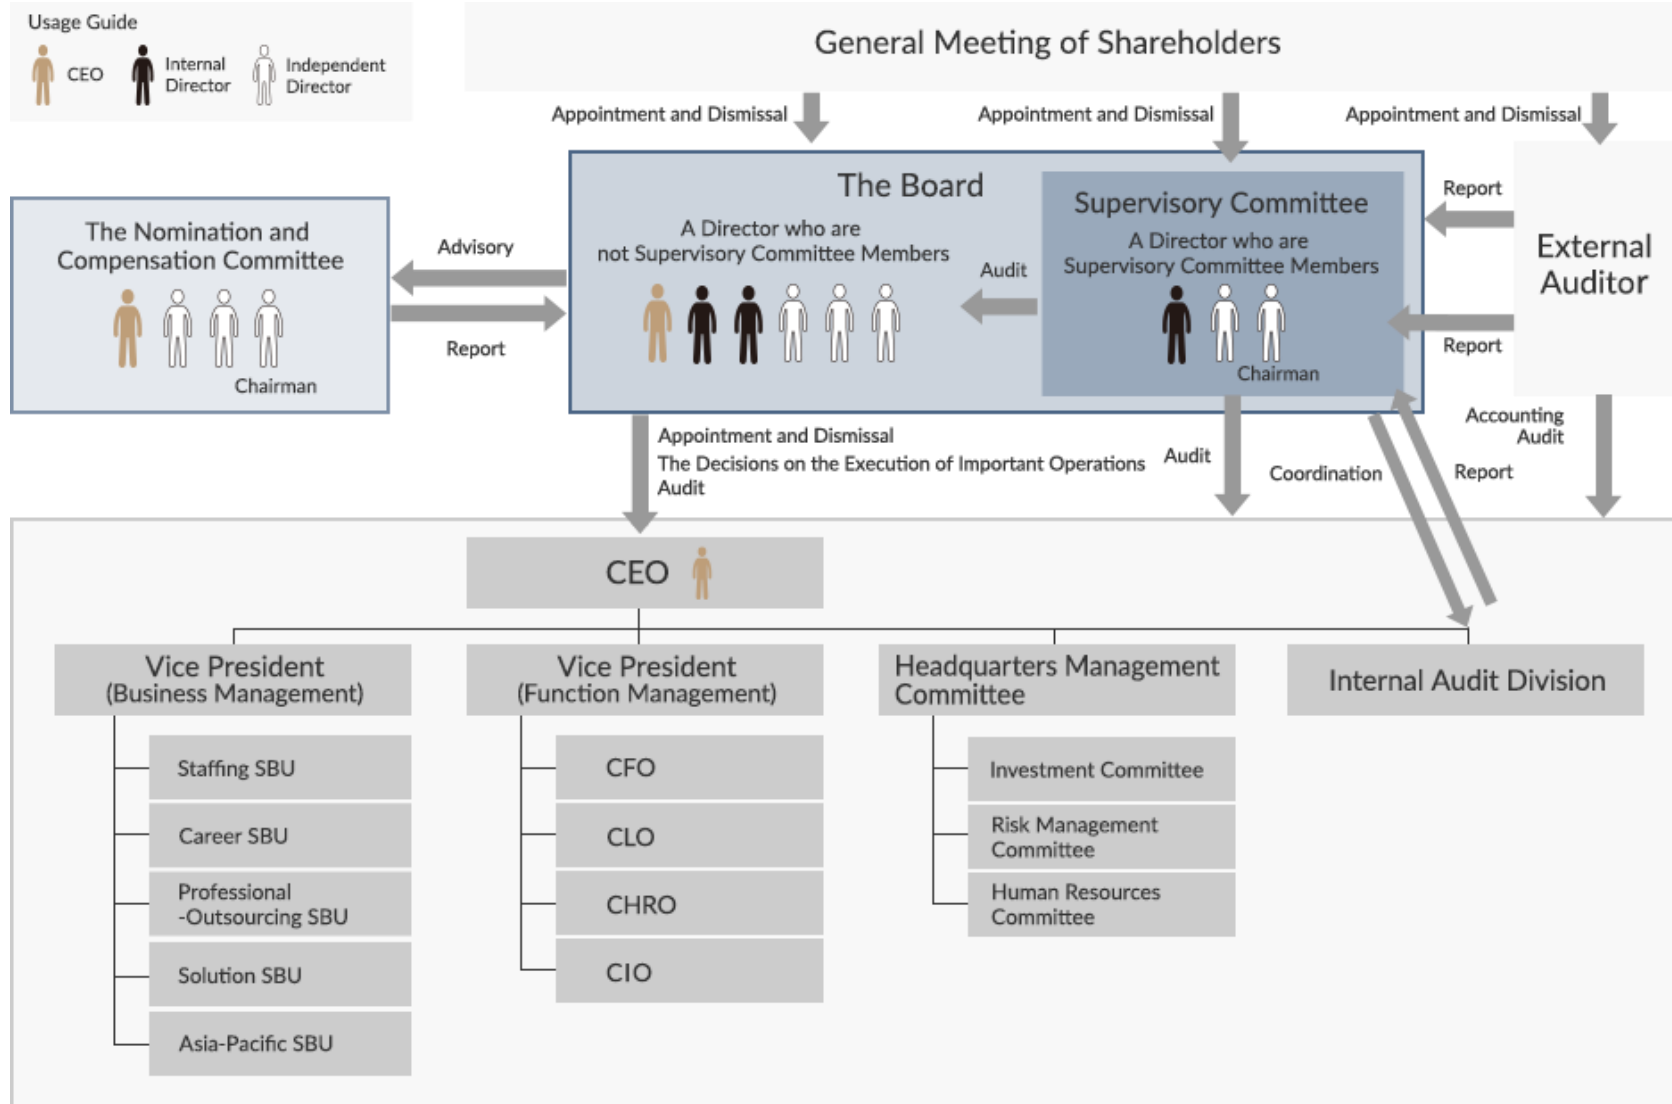 Usage Guide
CEO
Internal
Director
Independent
Director
General Meeting of Shareholders
Appointment and Dismissal
Appointment and Dismissal
Appointment and Dismissal
The Nomination and
Compensation Committee
Chairman
Advisory
Report
The Board
A Director who are
not Supervisory Committee Members
Audit
Supervisory Committee
A Director who are
Supervisory Committee Members
Chairman
Report
Report
External
Auditor
Appointment and Dismissal
The Decisions on the Execution of Important Operations
Audit
Audit
Coordination
Report
Accounting
Audit
CEO
Vice President
(Business Management)
Staffing SBU
Career SBU
Professional
-Outsourcing SBU
Solution SBU
Asia-Pacific SBU
Vice President
(Function Management)
CFO
CLO
CHRO
CIO
Headquarters Management
Committee
Investment Committee
Risk Management
Committee
Human Resources
Committee
Internal Audit Division